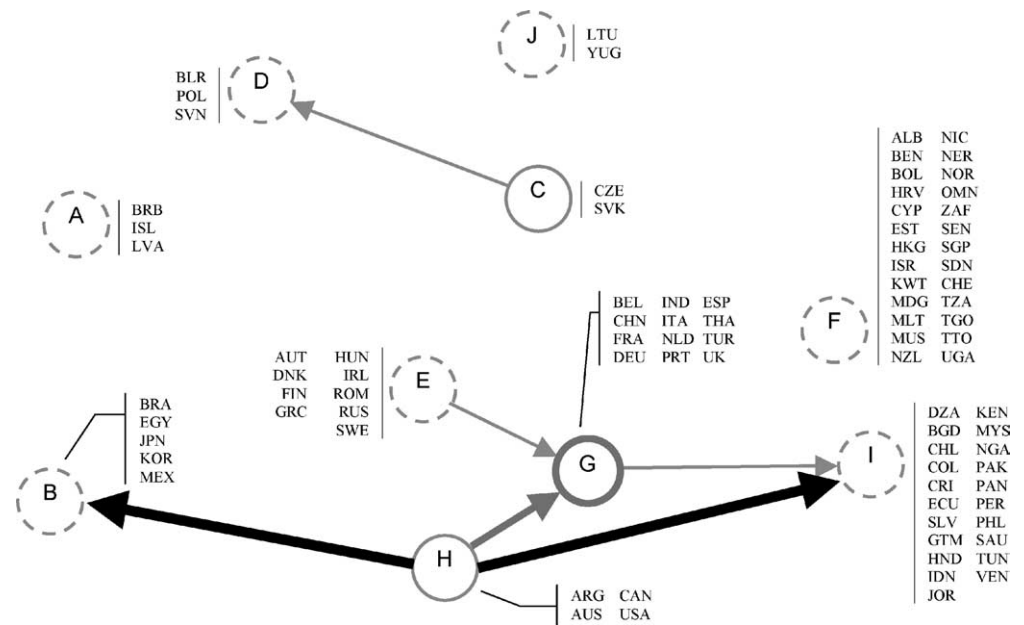 J
LTU
YUG
D
BLR
POL
SVN
C
CZE
SVK
A
BRB
ISL
LVA
F
ALB NIC
BEN NER
BOL NOR
HRV OMN
CYP ZAF
EST SEN
HKG SGP
ISR SDN
KWT CHE
MDG TZA
MLT TGO
MUS TTO
NZL UGA
BEL IND ESP
CHN ITA THA
FRA NLD TUR
DEU PRT UK
E
AUT HUN
DNK IRL
FIN ROM
GRC RUS
SWE
B
BRA
EGY
JPN
KOR
MEX
G
I
DZA KEN
BGD MYS
CHL NGA
COL PAK
CRI PAN
ECU PER
SLV PHL
GTM SAU
HND TUN
IDN VEN
JOR
H
ARG CAN
AUS USA